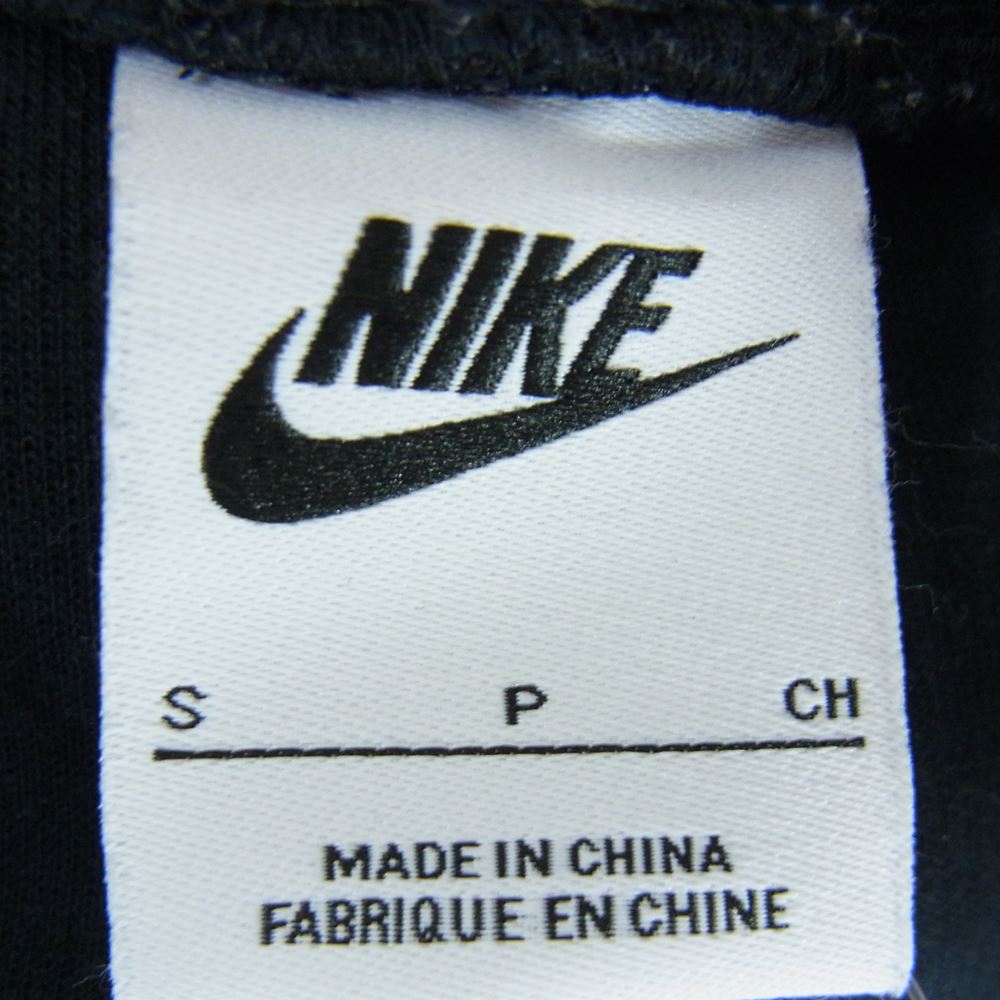 NIKE
S P CH
MADE IN CHINA
FABRIQUE EN CHINE